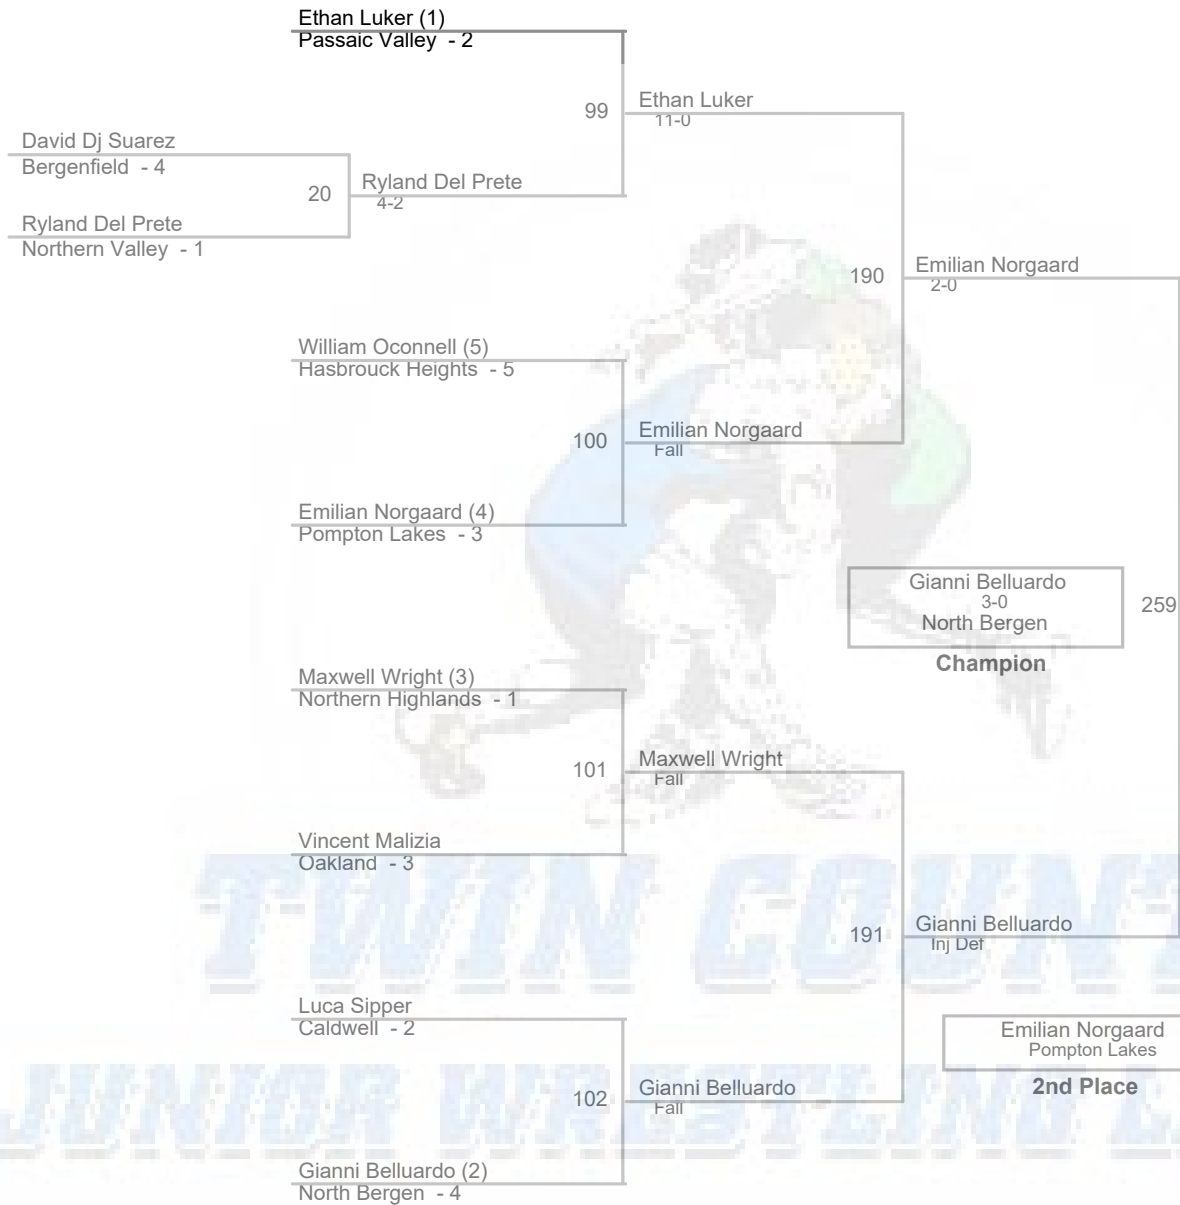 Ethan Luker (1)
Passaic Valley - 2
99
Ethan Luker
11-0
David Dj Suarez
Bergenfield - 4
20
Ryland Del Prete
4-2
Ryland Del Prete
Northern Valley - 1
190
Emilian Norgaard
2-0
William Oconnell (5)
Hasbrouck Heights - 5
100
Emilian Norgaard
Fall
Emilian Norgaard (4)
Pompton Lakes - 3
Gianni Belluardo
3-0
North Bergen
259
Champion
Maxwell Wright (3)
Northern Highlands - 1
101
Maxwell Wright
Fall
Vincent Malizia
Oakland - 3
TWIN COUNT
191
Gianni Belluardo
Inj Def
Luca Sipper
Caldwell - 2
Emilian Norgaard
Pompton Lakes
2nd Place
JUNIOR WRESTLING
102
Gianni Belluardo
Fall
Gianni Belluardo (2)
North Bergen - 4